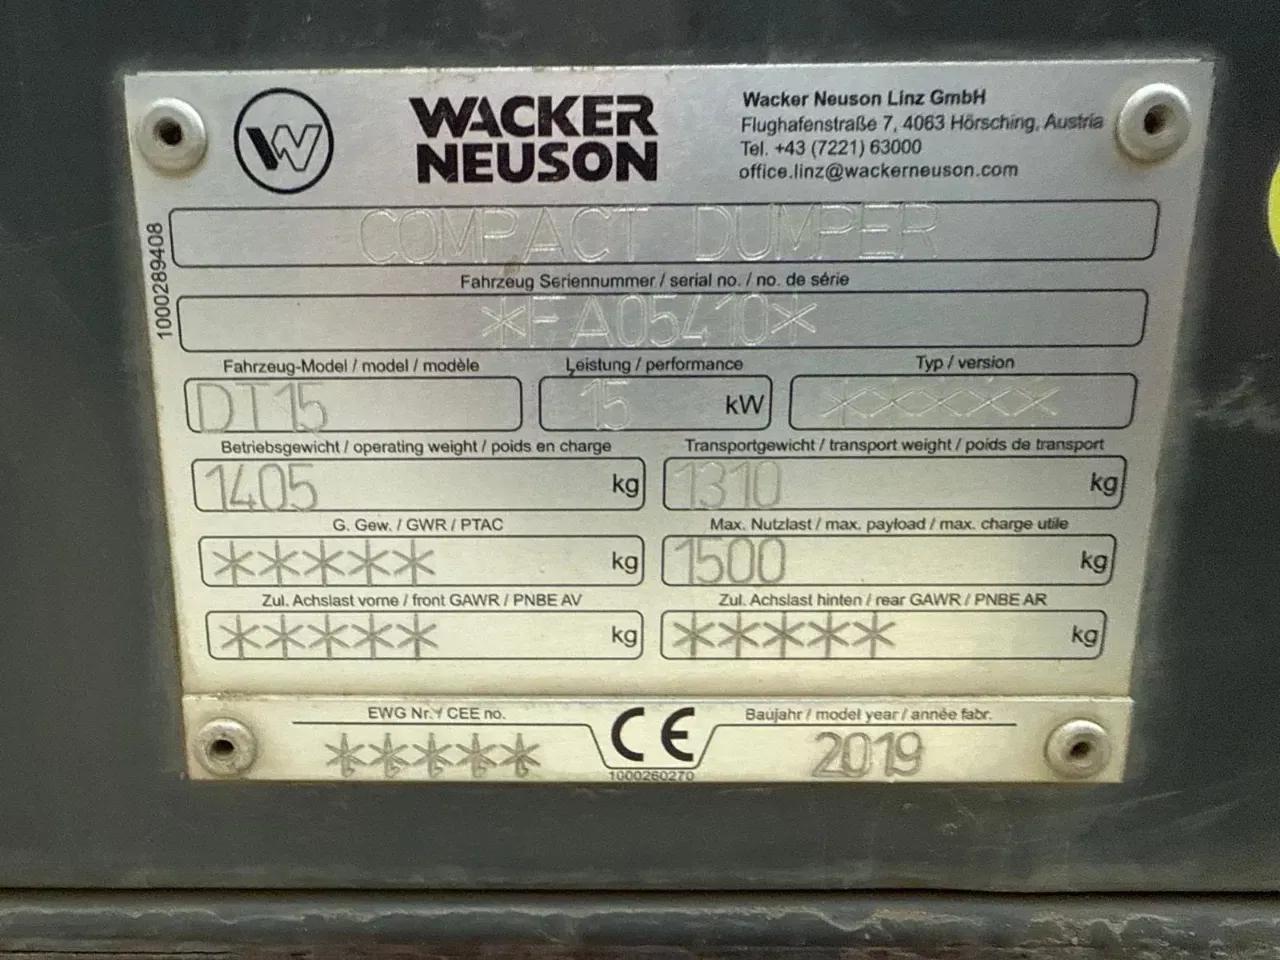 WACKER
NEUSON
Wacker Neuson Linz GmbH
Flughafenstraße 7, 4063 Hörsching, Austria
Tel. +43 (7221) 63000
office.linz@wackerneuson.com
1000289408
COMPACT DUMPER
Fahrzeug Seriennummer / serial no. / no. de série
*FA05410*
Fahrzeug-Model / model / modèle
Leistung / performance
Typ / version
DT15
15 kW
*****
Betriebsgewicht / operating weight / poids en charge
Transportgewicht / transport weight / poids de transport
1405 kg
1310 kg
G. Gew. / GWR / PTAC
Max. Nutzlast / max. payload / max. charge utile
***** kg
1500 kg
Zul. Achslast vorne / front GAWR / PNBE AV
Zul. Achslast hinten / rear GAWR / PNBE AR
***** kg
***** kg
EWG Nr. / CEE no.
CE
Baujahr / model year / année fabr.
*****
2019
1000260270